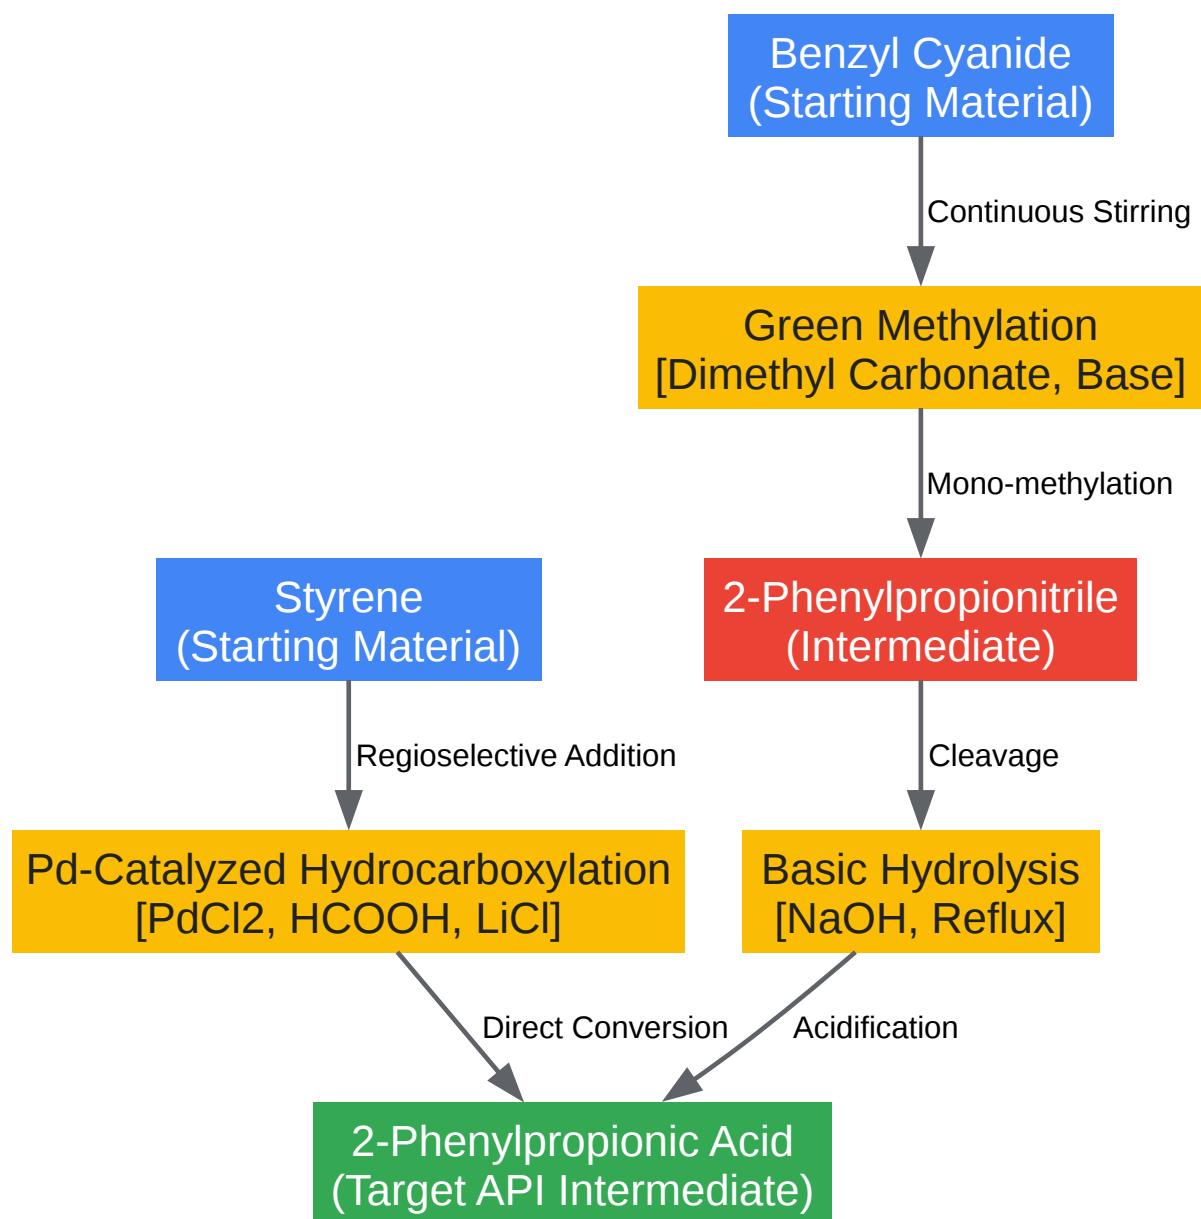 Benzyl Cyanide
(Starting Material)
Continuous Stirring
Green Methylation
[Dimethyl Carbonate, Base]
Mono-methylation
Styrene
(Starting Material)
2-Phenylpropionitrile
(Intermediate)
Regioselective Addition
Cleavage
Pd-Catalyzed Hydrocarboxylation
[PdCl2, HCOOH, LiCl]
Basic Hydrolysis
[NaOH, Reflux]
Direct Conversion
Acidification
2-Phenylpropionic Acid
(Target API Intermediate)